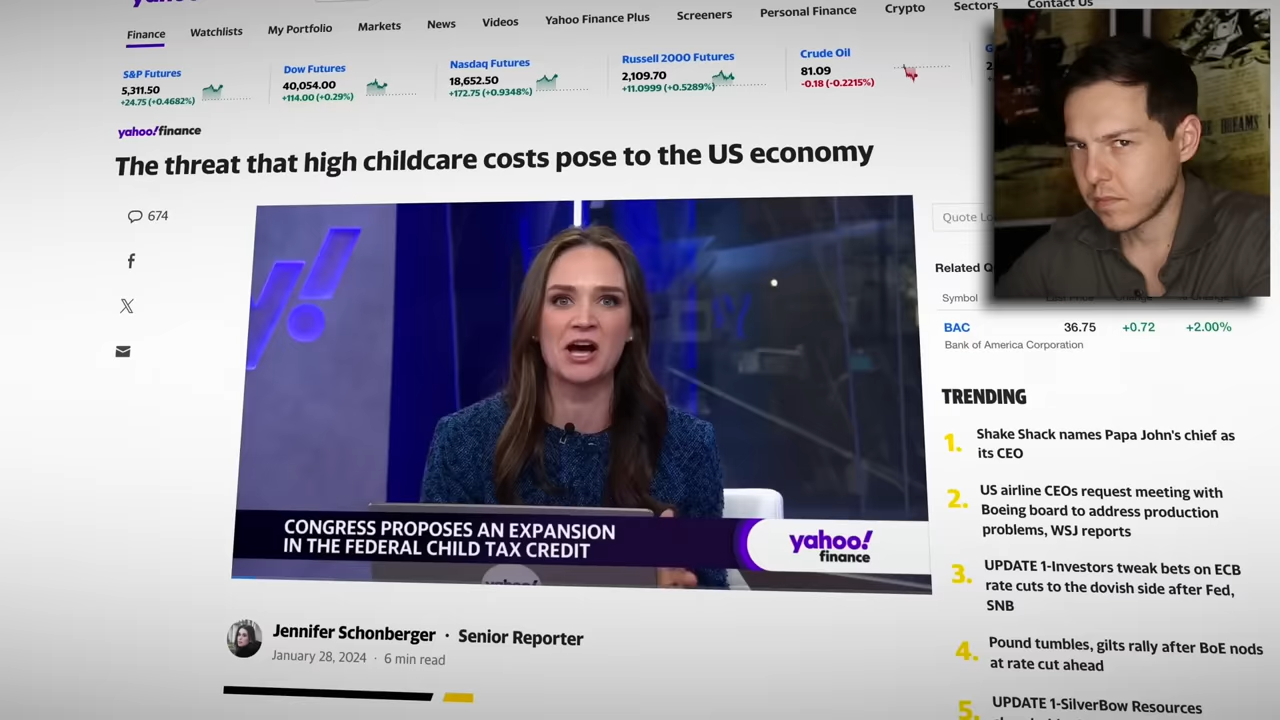 yahoo
Finance
Watchlists
My Portfolio
Markets
News
Videos
Yahoo Finance Plus
Screeners
Personal Finance
Crypto
Sectors
Contact Us
S&P Futures
5,311.50
+24.75 (+0.4682%)
Dow Futures
40,054.00
+114.00 (+0.29%)
Nasdaq Futures
18,652.50
+172.75 (+0.9348%)
Russell 2000 Futures
2,109.70
+11.0999 (+0.5289%)
Crude Oil
81.09
-0.18 (-0.2215%)
yahoo!finance
The threat that high childcare costs pose to the US economy
674
Y!
CONGRESS PROPOSES AN EXPANSION
IN THE FEDERAL CHILD TAX CREDIT
yahoo!
finance
yahoo!
Jennifer Schonberger · Senior Reporter
January 28, 2024 · 6 min read
DREAMS
Quote
Related
Symbol
BAC 36.75 +0.72 +2.00%
Bank of America Corporation
TRENDING
1. Shake Shack names Papa John's chief as
its CEO
2. US airline CEOs request meeting with
Boeing board to address production
problems, WSJ reports
3. UPDATE 1-Investors tweak bets on ECB
rate cuts to the dovish side after Fed,
SNB
4. Pound tumbles, gilts rally after BoE nods
at rate cut ahead
5. UPDATE 1-SilverBow Resources